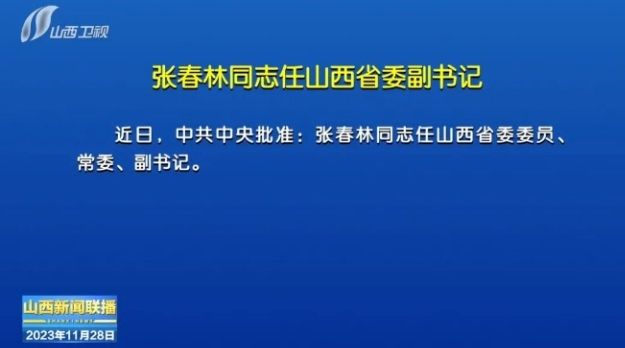 山西卫视
张春林同志任山西省委副书记
近日，中共中央批准：张春林同志任山西省委委员、
常委、副书记。
山西新闻联播
2023年11月28日